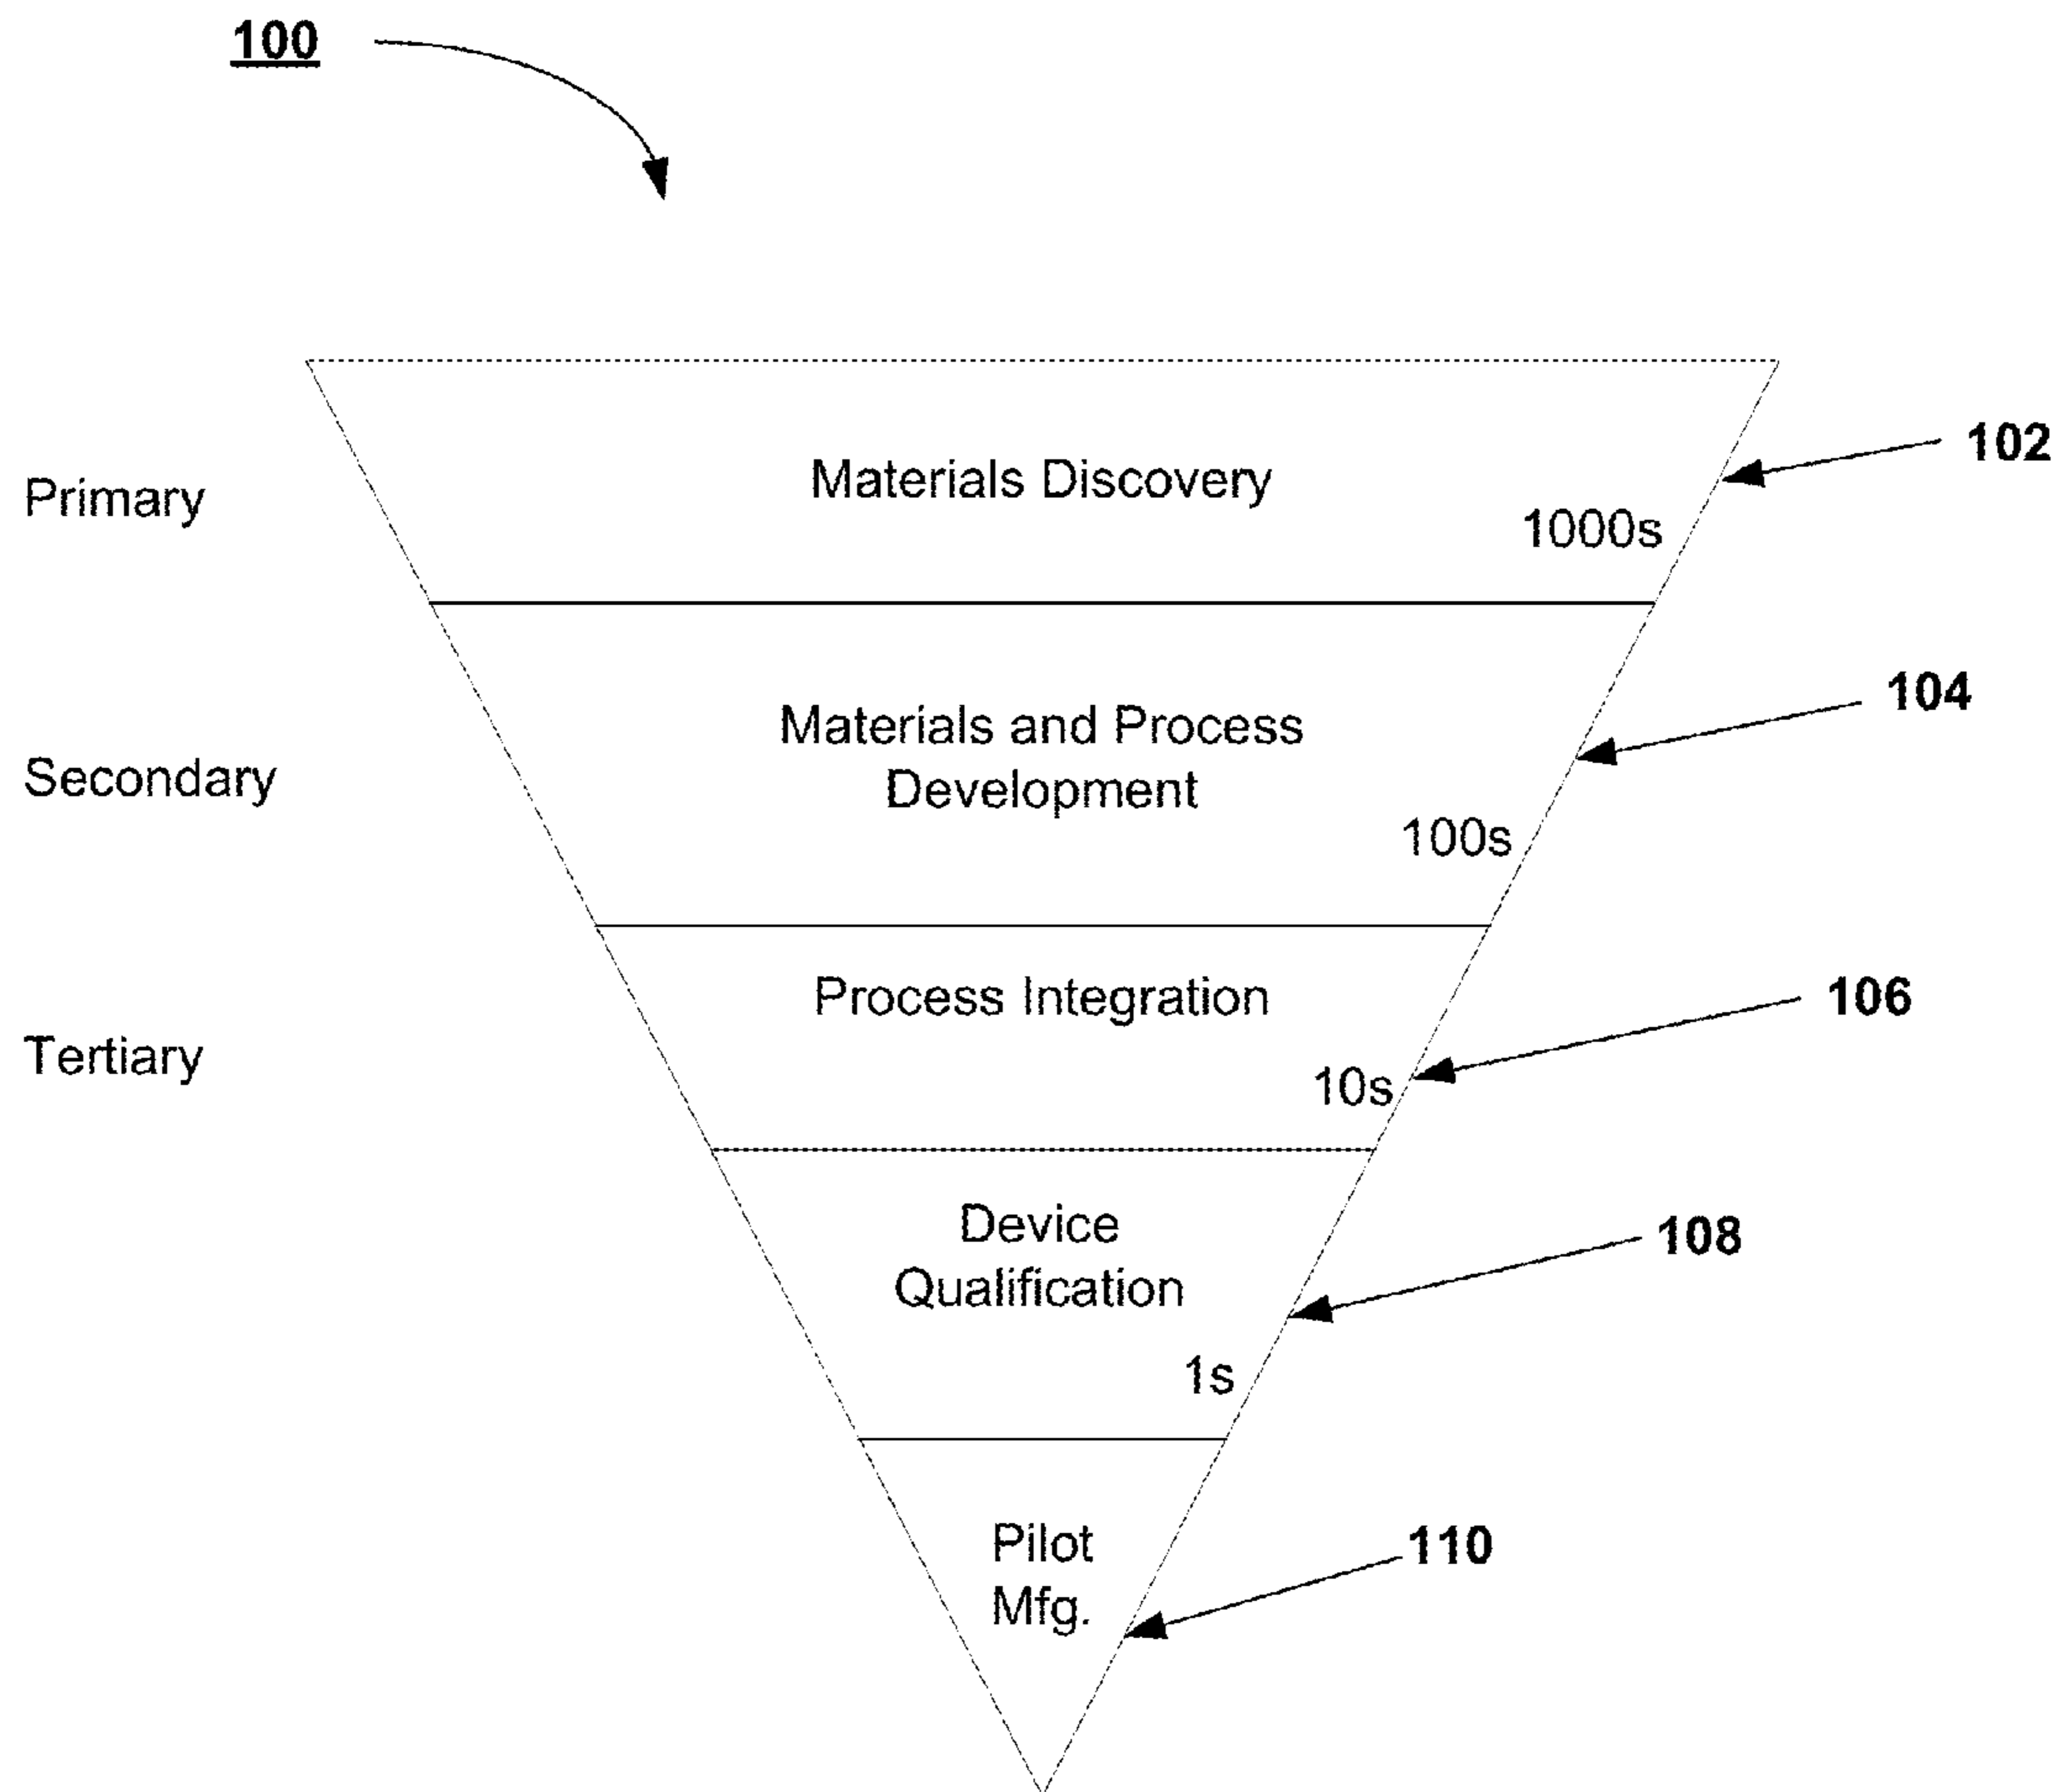 100
102
Materials Discovery
Primary
1000s
104
Materials and Process
Secondary
Development
100s
106
Process Integration
Tertiary
10s
Device
108
Qualification
1s
Pilot
110
Mfg.